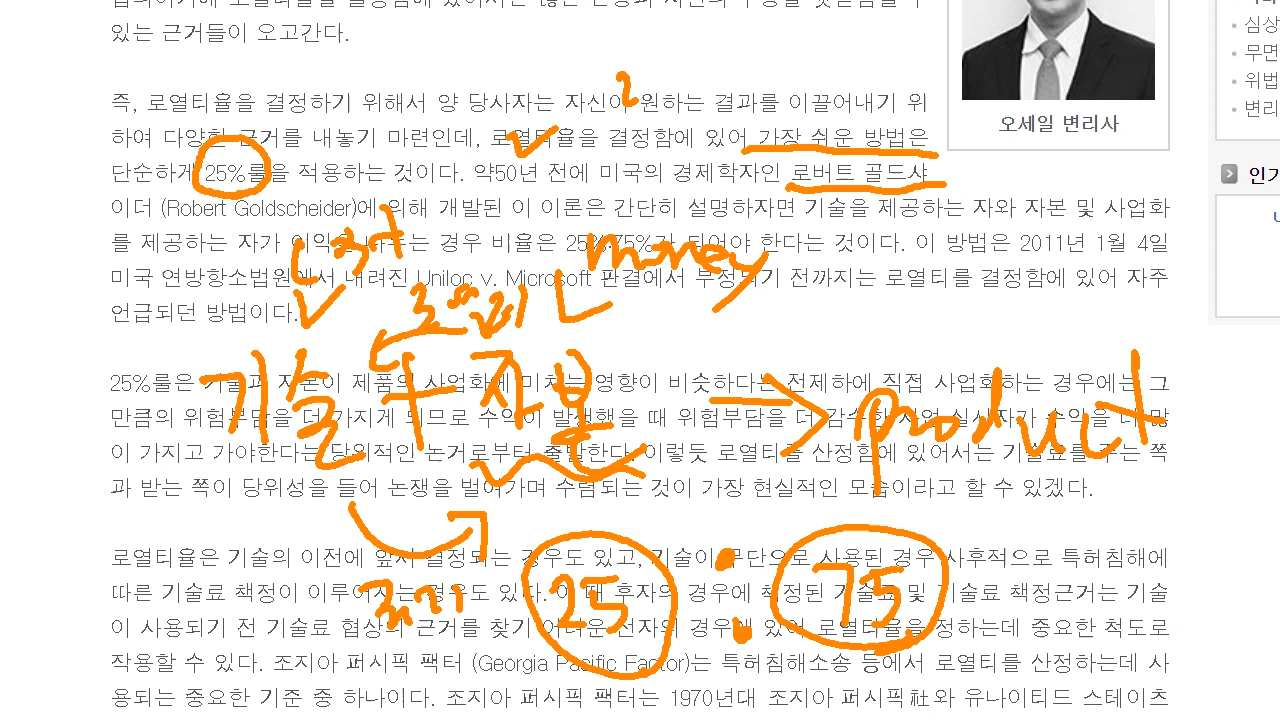 있는 근거들이 오고간다.
즉, 로열티율을 결정하기 위해서 양 당사자는 자신이 원하는 결과를 이끌어내기 위
하여 다양한 근거를 내놓기 마련인데, 로열티율을 결정함에 있어 가장 쉬운 방법은
단순하게 25%룰을 적용하는 것이다. 약50년 전에 미국의 경제학자인 로버트 골드샤
이더 (Robert Goldscheider)에 의해 개발된 이 이론은 간단히 설명하자면 기술을 제공하는 자와 자본 및 사업화
를 제공하는 자가 이익을 나누는 경우 비율은 25%:75%가 되어야 한다는 것이다. 이 방법은 2011년 1월 4일
미국 연방항소법원에서 내려진 Uniloc v. Microsoft 판결에서 부정되기 전까지는 로열티를 결정함에 있어 자주
언급되던 방법이다.
money
로열티
기술 + 자본 → product
25%룰은 기술과 자본이 제품의 사업화에 미치는 영향이 비슷하다는 전제하에 직접 사업화하는 경우에는 그
만큼의 위험부담을 더 가지게 되므로 수익이 발생했을 때 위험부담을 더 감수한 사업 실시자가 수익을 더 많
이 가지고 가야한다는 당위적인 논거로부터 출발한다. 이렇듯 로열티를 산정함에 있어서는 기술료를 주는 쪽
과 받는 쪽이 당위성을 들어 논쟁을 벌여가며 수렴되는 것이 가장 현실적인 모습이라고 할 수 있겠다.
25 : 75
로열티율은 기술의 이전에 앞서 결정되는 경우도 있고, 기술이 무단으로 사용된 경우 사후적으로 특허침해에
따른 기술료 책정이 이루어지는 경우도 있다. 이 때 후자의 경우에 책정된 기술료 및 기술료 책정근거는 기술
이 사용되기 전 기술료 협상의 근거를 찾기 어려운 전자의 경우에 있어 로열티율을 정하는데 중요한 척도로
작용할 수 있다. 조지아 퍼시픽 팩터 (Georgia Pacific Factor)는 특허침해소송 등에서 로열티를 산정하는데 사
용되는 중요한 기준 중 하나이다. 조지아 퍼시픽 팩터는 1970년대 조지아 퍼시픽社와 유나이티드 스테이츠
오세일 변리사
심상
무면
위법
변리
인기